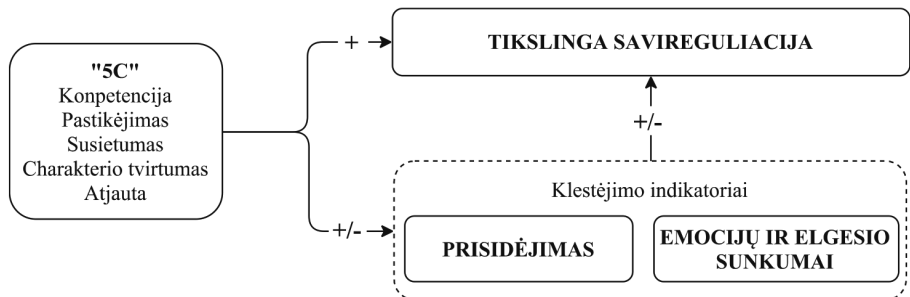 "5C"
Konpetencija
Pastikėjimas
Susietumas
Charakterio tvirtumas
Atjauta
+
TIKSLINGA SAVIREGULIACIJA
+/-
+/-
Klestėjimo indikatoriai
PRISIDĖJIMAS
EMOCIJŲ IR ELGESIO
SUNKUMAI